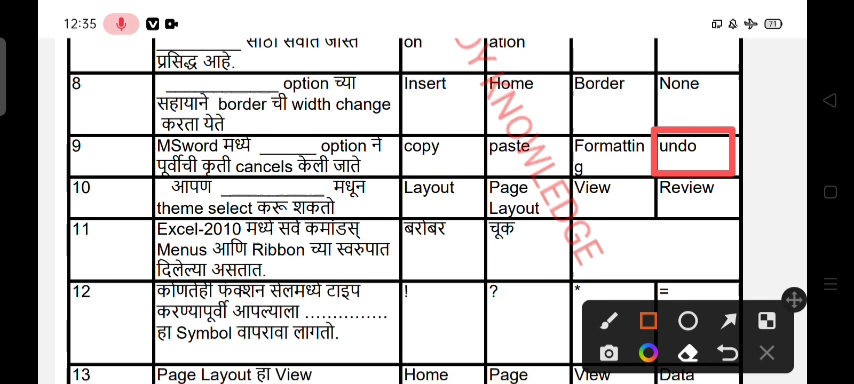 12:35
71
साठी सर्वात जास्त on ation
प्रसिद्ध आहे.
8 ____________ option च्या Insert Home Border None
सहायाने border ची width change
करता येते
9 MSword मध्ये ______ option ने copy paste Formattin undo
पूर्वीची कृती cancels केली जाते g
10 आपण ___________ मधून Layout Page View Review
theme select करू शकतो Layout
11 Excel-2010 मध्ये सर्व कमांडस् बरोबर चूक
Menus आणि Ribbon च्या स्वरुपात
दिलेल्या असतात.
12 कोणतेही फंक्शन सेलमध्ये टाइप ! ? * =
करण्यापूर्वी आपल्याला ……………
हा Symbol वापरावा लागतो.
13 Page Layout हा View Home Page View Data
KNOWLEDGE